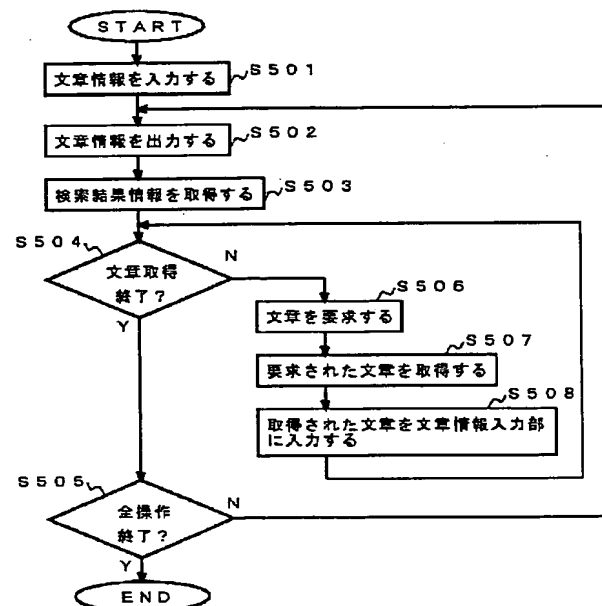 START
文章情報を入力する
S501
文章情報を出力する
S502
検索結果情報を取得する
S503
S504
文章取得
終了？
N
Y
文章を要求する
S506
要求された文章を取得する
S507
取得された文章を文章情報入力部
に入力する
S508
S505
全操作
終了？
N
Y
END